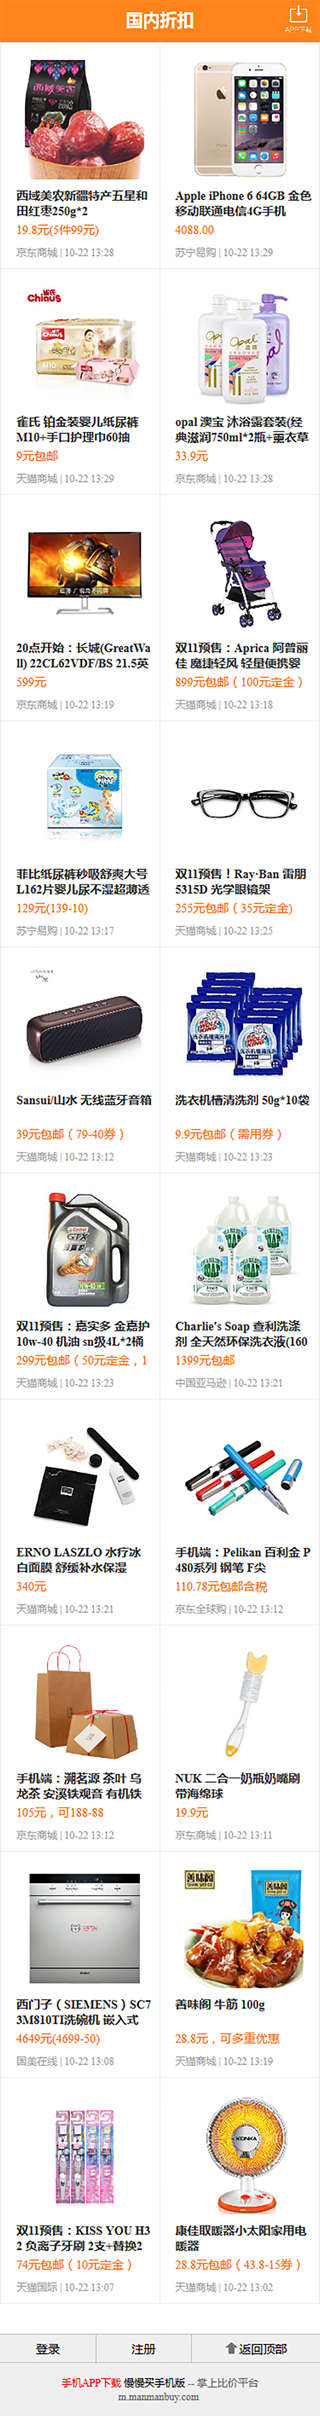 国内折扣
APP下载
西域美农新疆特产五星和
田红枣250g*2
19.8元(5件99元)
京东商城 | 10-22 13:28
Apple iPhone 6 64GB 金色
移动联通电信4G手机
4088.00
苏宁易购 | 10-22 13:29
雀氏
Chiaus
雀氏 铂金装婴儿纸尿裤
M10+手口护理巾60抽
9元包邮
天猫商城 | 10-22 13:29
opal
opal 澳宝 沐浴露套装(经
典滋润750ml*2瓶+薰衣草
33.9元
京东商城 | 10-22 13:28
20点开始：长城(GreatWa
ll) 22CL62VDF/BS 21.5英
599元
京东商城 | 10-22 13:19
双11预售：Aprica 阿普丽
佳 魔捷轻风 轻量便携婴
899元包邮（100元定金）
天猫商城 | 10-22 13:18
菲比纸尿裤秒吸舒爽大号
L162片婴儿尿不湿超薄透
129元(139-10)
苏宁易购 | 10-22 13:17
双11预售！Ray·Ban 雷朋
5315D 光学眼镜架
255元包邮（35元定金)
天猫商城 | 10-22 13:25
Sansui/山水 无线蓝牙音箱
39元包邮（79-40券）
天猫商城 | 10-22 13:12
洗衣机槽清洗剂 50g*10袋
9.9元包邮（需用券）
天猫商城 | 10-22 13:23
Castrol
GTX
双11预售：嘉实多 金嘉护
10w-40 机油 sn级4L*2桶
299元包邮（50元定金，1
天猫商城 | 10-22 13:23
SOAP
Charlie's Soap 查利洗涤
剂 全天然环保洗衣液(160
1399元包邮
中国亚马逊 | 10-22 13:21
ERNO LASZLO 水疗冰
白面膜 舒缓补水保湿
340元
天猫商城 | 10-22 13:21
手机端：Pelikan 百利金 P
480系列 钢笔 F尖
110.78元包邮含税
京东全球购 | 10-22 13:12
手机端：溯茗源 茶叶 乌
龙茶 安溪铁观音 有机铁
105元，可188-88
京东商城 | 10-22 13:12
NUK 二合一奶瓶奶嘴刷
带海绵球
19.9元
京东商城 | 10-22 13:11
西门子（SIEMENS）SC7
3M810TI洗碗机 嵌入式
4649元(4699-50)
国美在线 | 10-22 13:08
善味阁
善味阁 牛筋 100g
28.8元，可多重优惠
天猫商城 | 10-22 13:19
双11预售：KISS YOU H3
2 负离子牙刷 2支+替换2
74元包邮（10元定金）
天猫国际 | 10-22 13:07
KONKA
康佳取暖器小太阳家用电
暖器
28.8元包邮（43.8-15券）
天猫商城 | 10-22 13:02
登录
注册
返回顶部
手机APP下载 慢慢买手机版 -- 掌上比价平台
m.manmanbuy.com